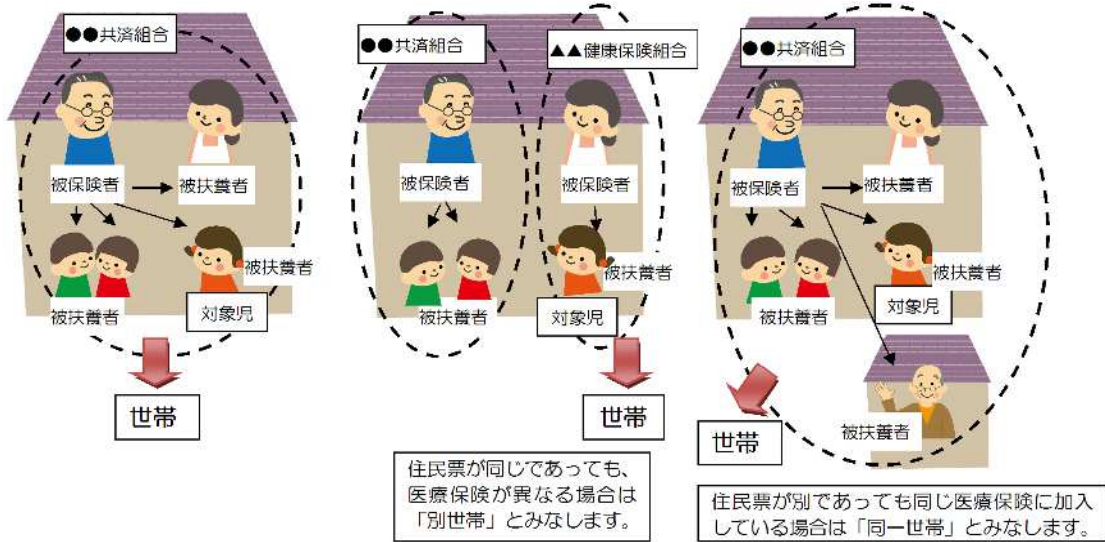 ●●共済組合
被保険者
被扶養者
被扶養者
被扶養者
対象児
世帯
●●共済組合
▲▲健康保険組合
被保険者
被保険者
被扶養者
被扶養者
対象児
世帯
住民票が同じであっても、
医療保険が異なる場合は
「別世帯」とみなします。
●●共済組合
被保険者
被扶養者
被扶養者
被扶養者
対象児
被扶養者
世帯
住民票が別であっても同じ医療保険に加入
している場合は「同一世帯」とみなします。